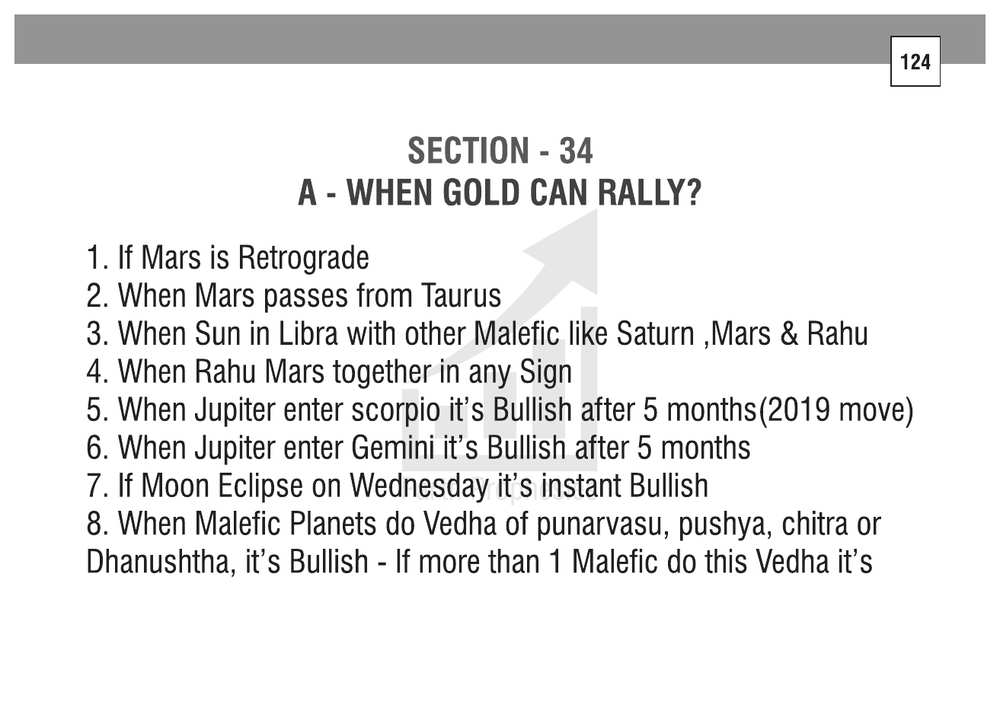 124
SECTION - 34
A - WHEN GOLD CAN RALLY?
1. If Mars is Retrograde
2. When Mars passes from Taurus
3. When Sun in Libra with other Malefic like Saturn ,Mars & Rahu
4. When Rahu Mars together in any Sign
5. When Jupiter enter scorpio it’s Bullish after 5 months(2019 move)
6. When Jupiter enter Gemini it’s Bullish after 5 months
7. If Moon Eclipse on Wednesday it’s instant Bullish
8. When Malefic Planets do Vedha of punarvasu, pushya, chitra or
Dhanushtha, it’s Bullish - If more than 1 Malefic do this Vedha it’s